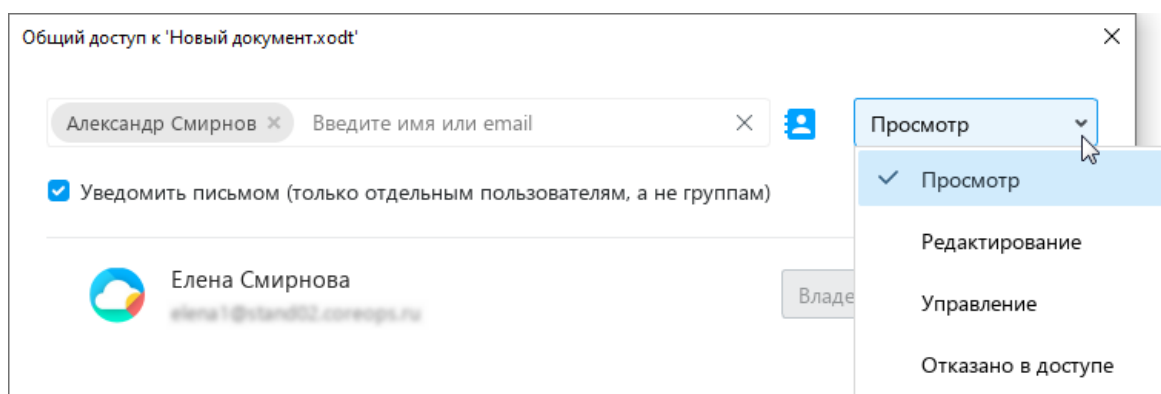 Общий доступ к 'Новый документ.xodt'
Александр Смирнов Введите имя или email Просмотр
Уведомить письмом (только отдельным пользователям, а не группам)
Просмотр
Редактирование
Елена Смирнова
Владе
Управление
Отказано в доступе